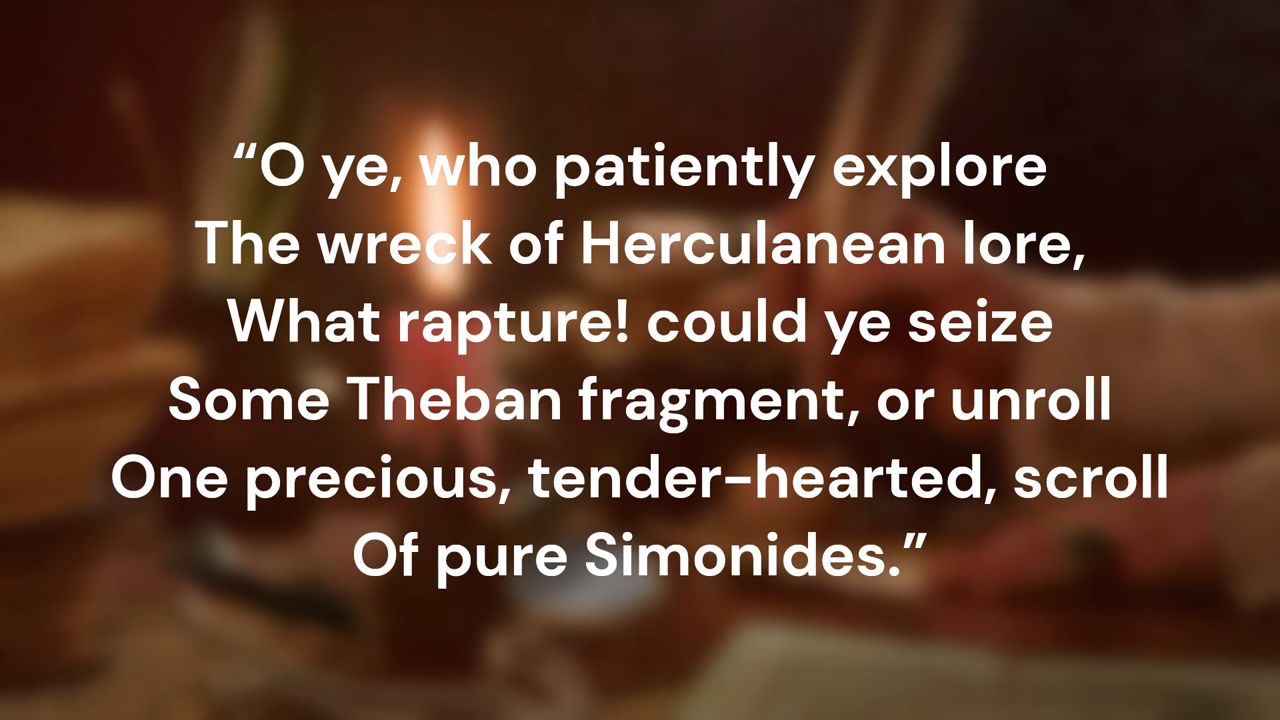 “O ye, who patiently explore
The wreck of Herculanean lore,
What rapture! could ye seize
Some Theban fragment, or unroll
One precious, tender-hearted, scroll
Of pure Simonides.”